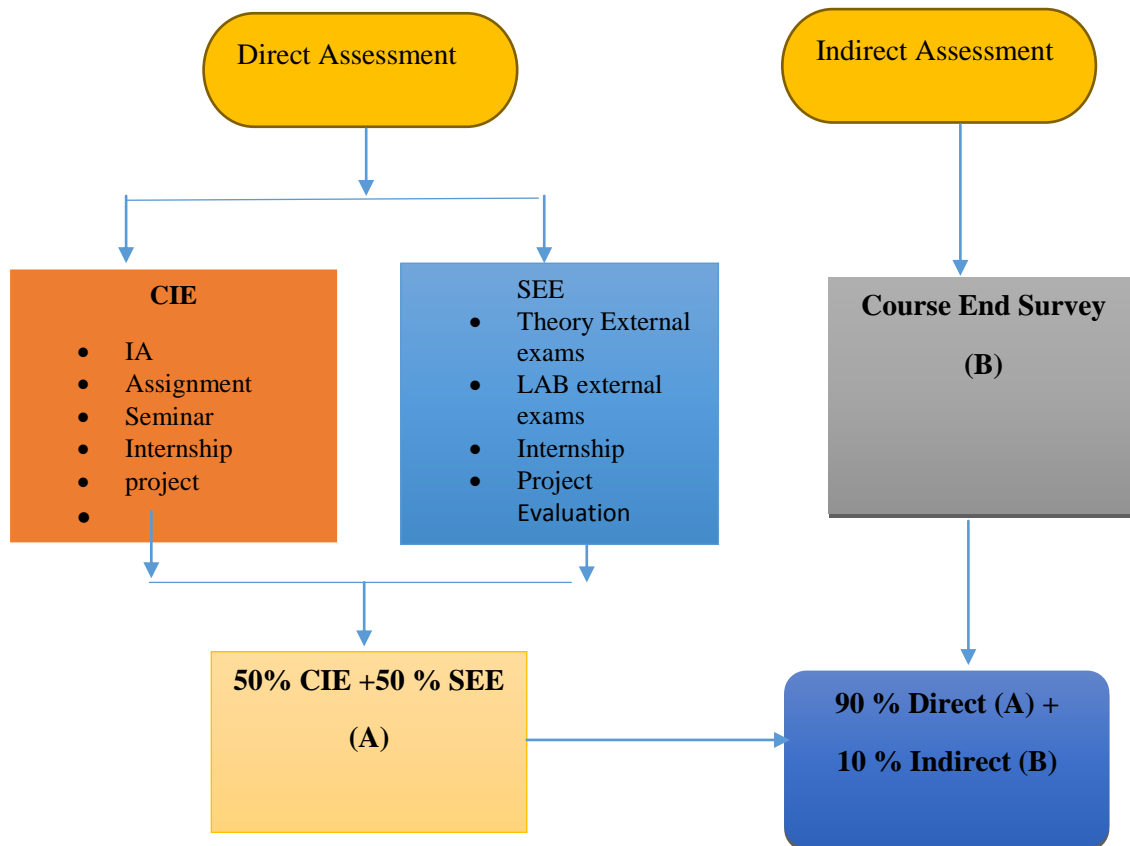 Direct Assessment
Indirect Assessment
CIE
• IA
• Assignment
• Seminar
• Internship
• project
•
SEE
• Theory External
exams
• LAB external
exams
• Internship
• Project
Evaluation
Course End Survey
(B)
50% CIE +50 % SEE
(A)
90 % Direct (A) +
10 % Indirect (B)